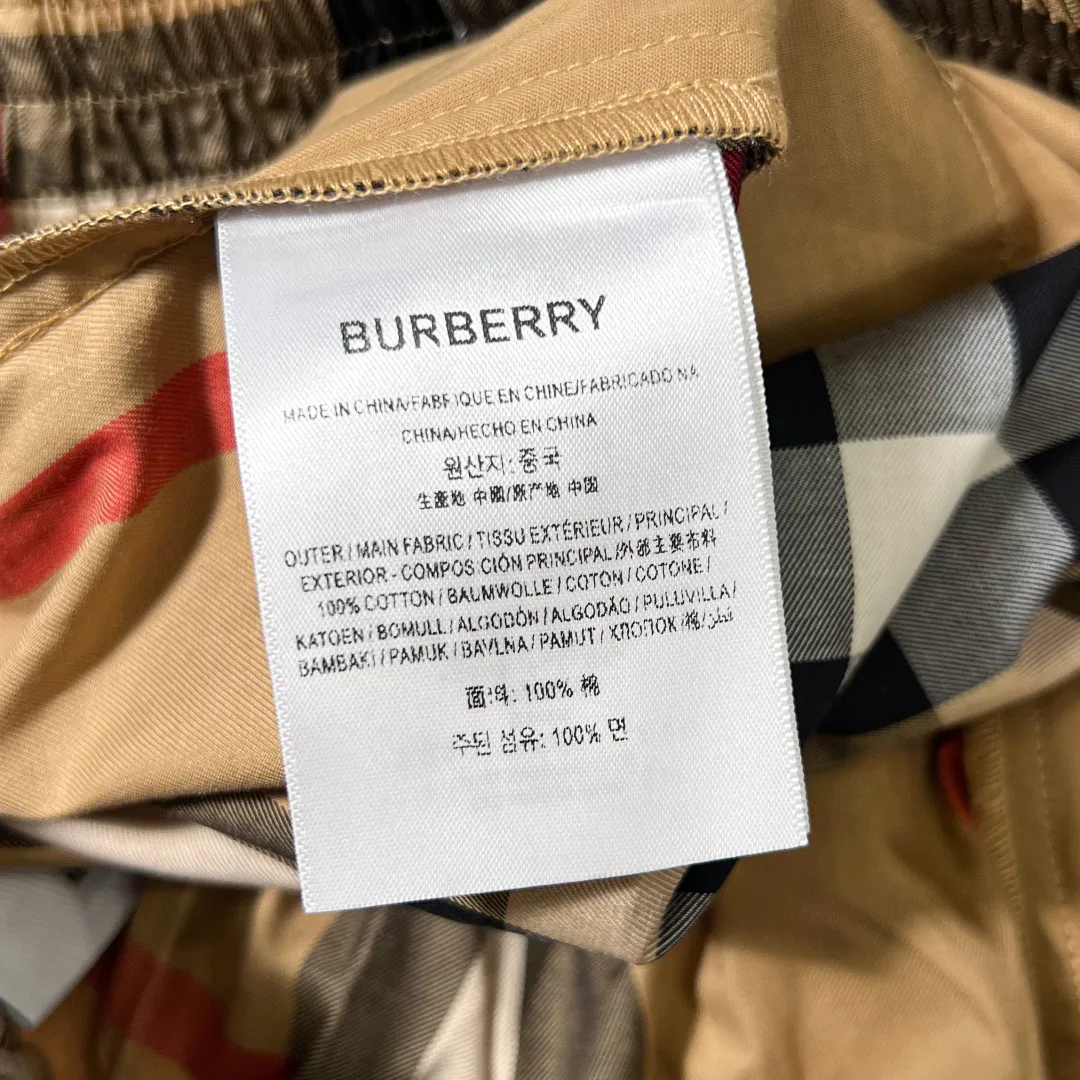 BURBERRY
MADE IN CHINA/FABRIQUE EN CHINE/FABRICADO NA
CHINA/HECHO EN CHINA
원산지: 중국
生産地 中國/原产地 中国
OUTER / MAIN FABRIC / TISSU EXTÉRIEUR / PRINCIPAL /
EXTERIOR - COMPOSICIÓN PRINCIPAL /外部主要布料
100% COTTON / BAUMWOLLE / COTON / COTONE /
KATOEN / BOMULL / ALGODÓN / ALGODÃO / PUUVILLA /
BAMBAKI / PAMUK / BAVLNA / PAMUT / ХЛОПОК /棉/
面料: 100% 棉
주된 섬유: 100% 면